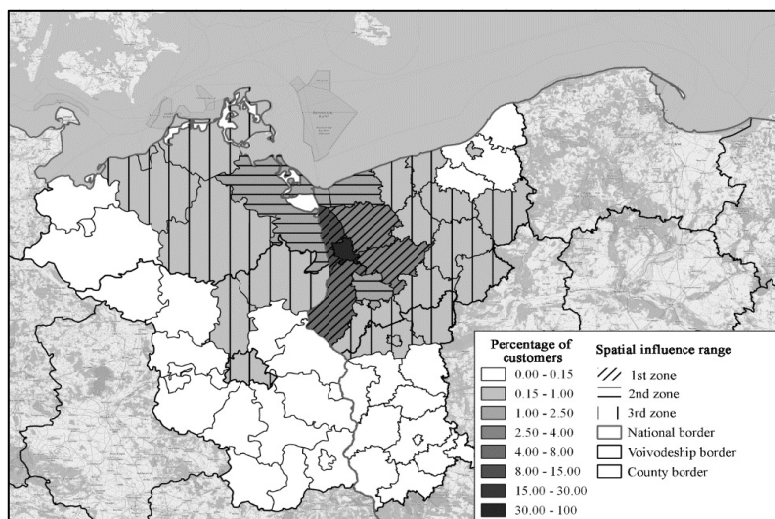 Percentage of
customers
0.00 - 0.15
0.15 - 1.00
1.00 - 2.50
2.50 - 4.00
4.00 - 8.00
8.00 - 15.00
15.00 - 30.00
30.00 - 100
Spatial influence range
1st zone
2nd zone
3rd zone
National border
Voivodeship border
County border